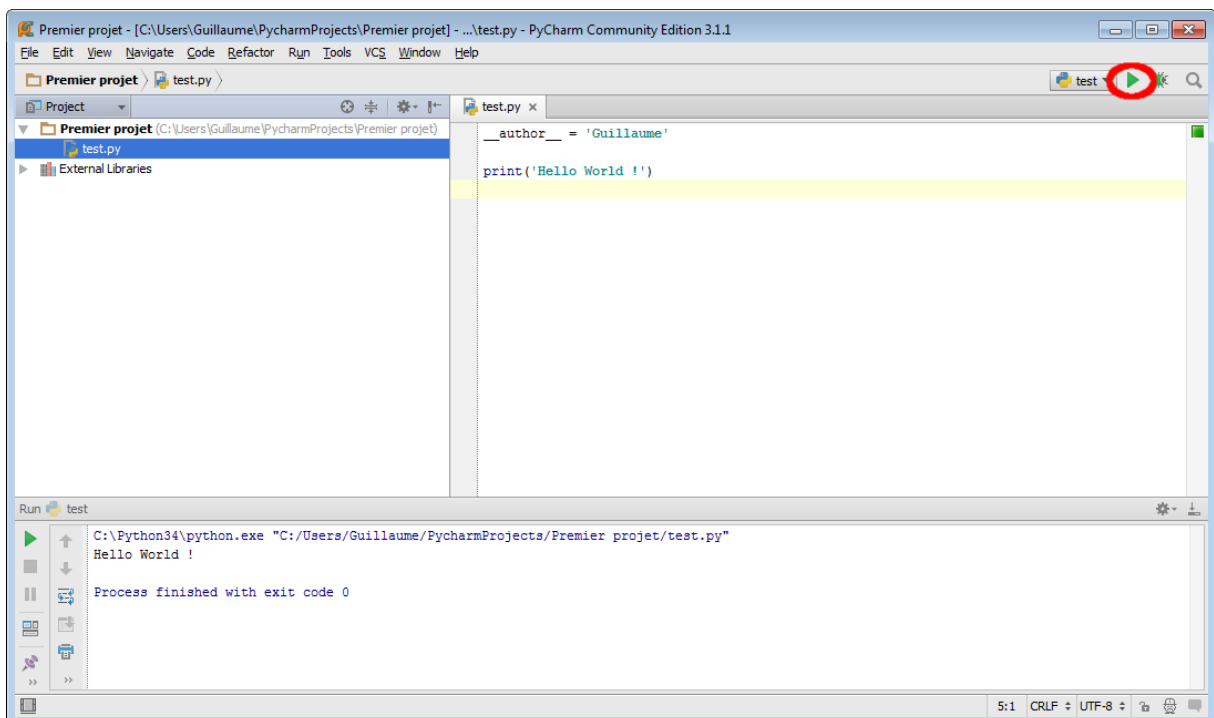 Premier projet - [C:\Users\Guillaume\PycharmProjects\Premier projet] - ...\test.py - PyCharm Community Edition 3.1.1
File Edit View Navigate Code Refactor Run Tools VCS Window Help
Premier projet test.py test
Project test.py
Premier projet (C:\Users\Guillaume\PycharmProjects\Premier projet)
test.py
External Libraries
__author__ = 'Guillaume'
print('Hello World !')
Run test
C:\Python34\python.exe "C:/Users/Guillaume/PycharmProjects/Premier projet/test.py"
Hello World !
Process finished with exit code 0
5:1 CRLF UTF-8